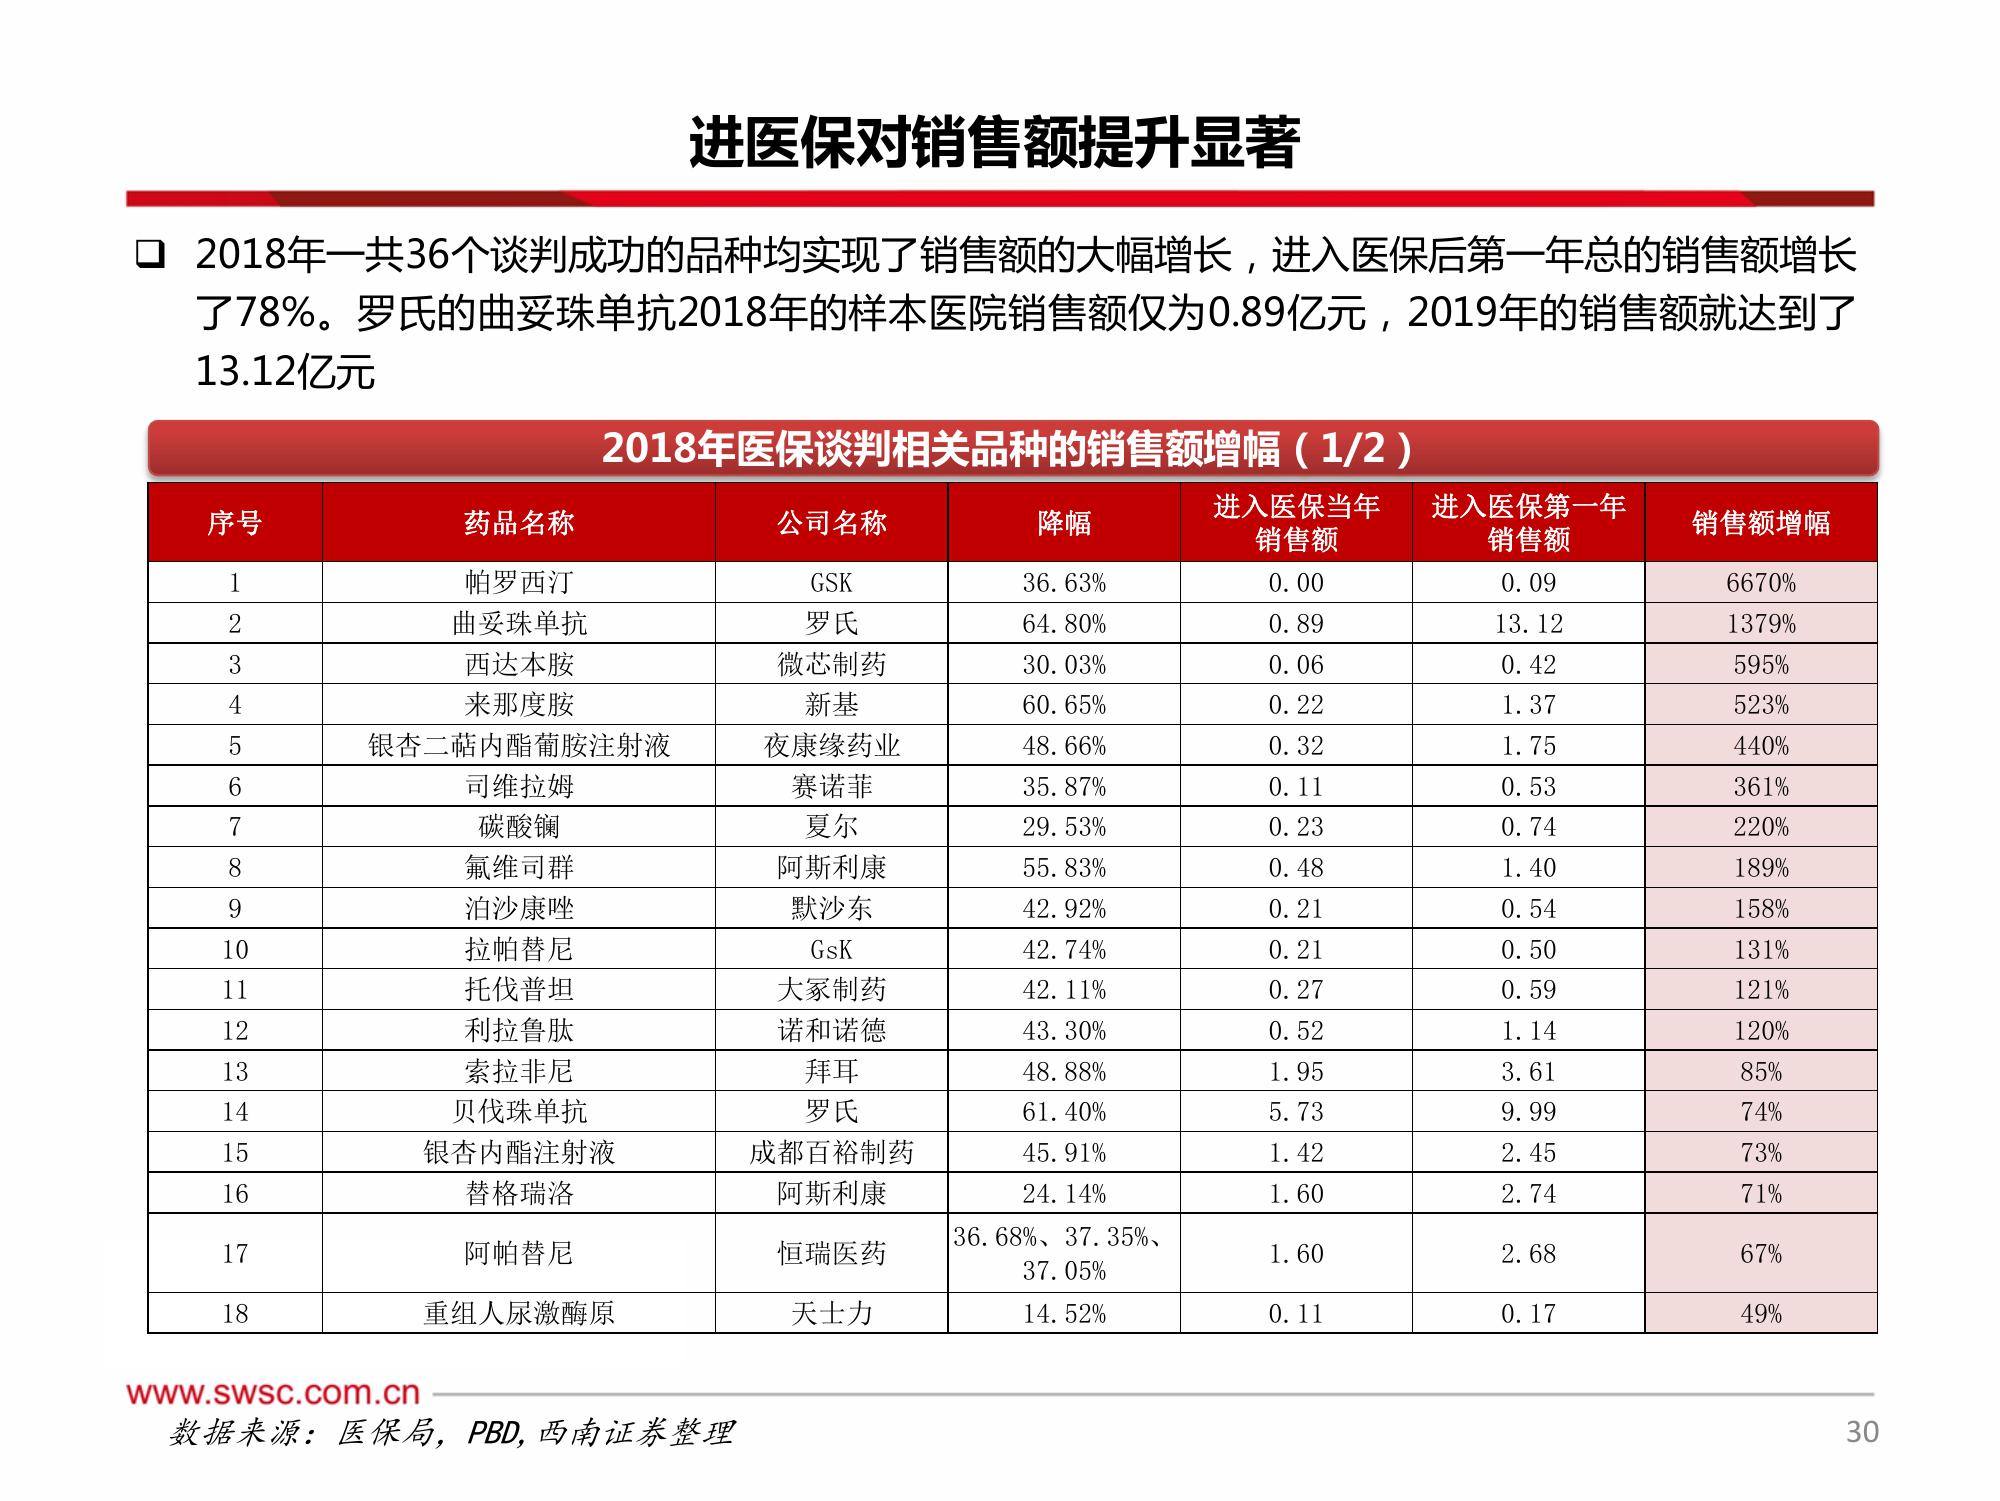 进医保对销售额提升显著
❑ 2018年一共36个谈判成功的品种均实现了销售额的大幅增长，进入医保后第一年总的销售额增长
了78%。罗氏的曲妥珠单抗2018年的样本医院销售额仅为0.89亿元，2019年的销售额就达到了
13.12亿元
2018年医保谈判相关品种的销售额增幅（1/2）
序号 药品名称 公司名称 降幅 进入医保当年销售额 进入医保第一年销售额 销售额增幅
1 帕罗西汀 GSK 36.63% 0.00 0.09 6670%
2 曲妥珠单抗 罗氏 64.80% 0.89 13.12 1379%
3 西达本胺 微芯制药 30.03% 0.06 0.42 595%
4 来那度胺 新基 60.65% 0.22 1.37 523%
5 银杏二萜内酯葡胺注射液 夜康缘药业 48.66% 0.32 1.75 440%
6 司维拉姆 赛诺菲 35.87% 0.11 0.53 361%
7 碳酸镧 夏尔 29.53% 0.23 0.74 220%
8 氟维司群 阿斯利康 55.83% 0.48 1.40 189%
9 泊沙康唑 默沙东 42.92% 0.21 0.54 158%
10 拉帕替尼 GsK 42.74% 0.21 0.50 131%
11 托伐普坦 大冢制药 42.11% 0.27 0.59 121%
12 利拉鲁肽 诺和诺德 43.30% 0.52 1.14 120%
13 索拉非尼 拜耳 48.88% 1.95 3.61 85%
14 贝伐珠单抗 罗氏 61.40% 5.73 9.99 74%
15 银杏内酯注射液 成都百裕制药 45.91% 1.42 2.45 73%
16 替格瑞洛 阿斯利康 24.14% 1.60 2.74 71%
17 阿帕替尼 恒瑞医药 36.68%、37.35%、37.05% 1.60 2.68 67%
18 重组人尿激酶原 天士力 14.52% 0.11 0.17 49%
www.swsc.com.cn
数据来源：医保局，PBD,西南证券整理
30